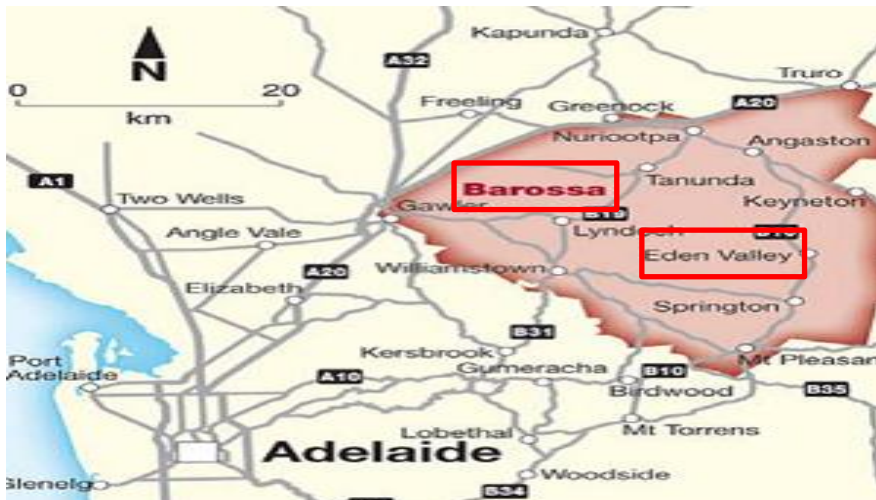 Kapunda
A32
Truro
N
0 20
km
Freeling
Greenock
A20
Nuriootpa
Angaston
A1
Barossa
Tanunda
Two Wells
Gawler
Keyneton
B19
Angle Vale
Lyndoch
Eden Valley
A20
Williamstown
Elizabeth
Springton
B31
Port
Adelaide
Kersbrook
Mt Pleasan
A10
Gumeracha
B10
Birdwood
B35
Lobethal
Mt Torrens
Adelaide
Woodside
Glenelg
B34